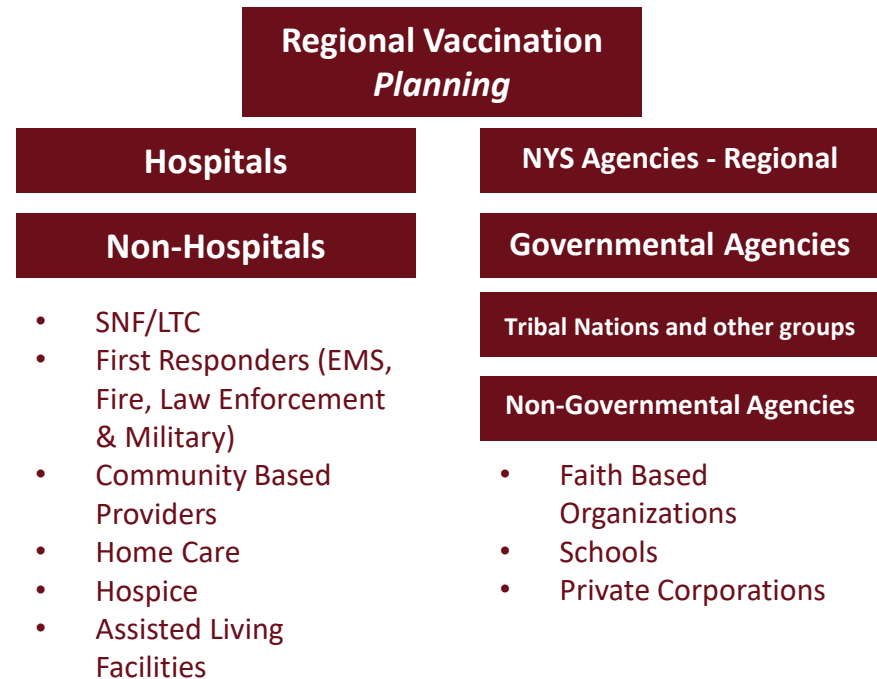 Regional Vaccination
Planning
Hospitals
Non-Hospitals
• SNF/LTC
• First Responders (EMS,
Fire, Law Enforcement
& Military)
• Community Based
Providers
• Home Care
• Hospice
• Assisted Living
Facilities
NYS Agencies - Regional
Governmental Agencies
Tribal Nations and other groups
Non-Governmental Agencies
• Faith Based
Organizations
• Schools
• Private Corporations